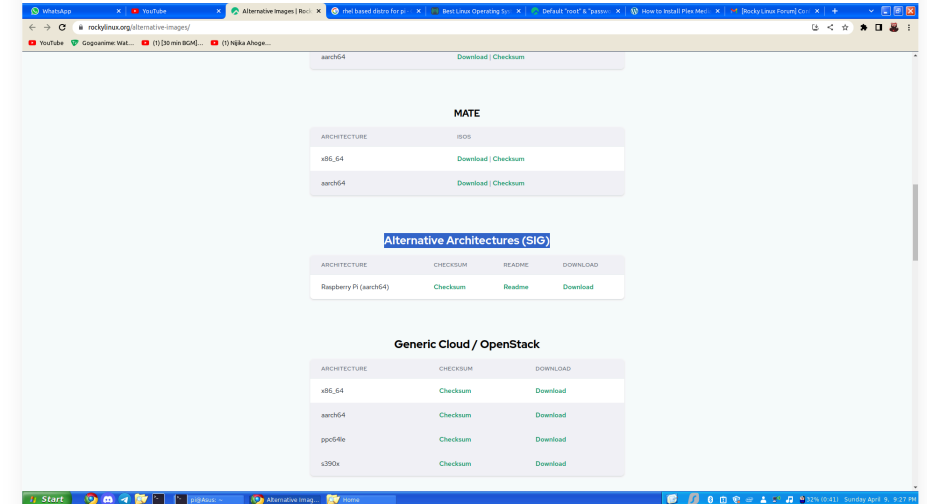 WhatsApp
YouTube
Alternative Images | Rock
rhel based distro for pi
Best Linux Operating Sys
Default "root" & "passwo
How to Install Plex Medi
[Rocky Linux Forum] Con
rockylinux.org/alternative-images/
YouTube
Gogoanime: Wat...
(1) [30 min BGM]...
(1) Nijika Ahoge...
aarch64 Download | Checksum
MATE
ARCHITECTURE ISOS
x86_64 Download | Checksum
aarch64 Download | Checksum
Alternative Architectures (SIG)
ARCHITECTURE CHECKSUM README DOWNLOAD
Raspberry Pi (aarch64) Checksum Readme Download
Generic Cloud / OpenStack
ARCHITECTURE CHECKSUM DOWNLOAD
x86_64 Checksum Download
aarch64 Checksum Download
ppc64le Checksum Download
s390x Checksum Download
Start
pi@Asus: ~
Alternative Imag...
Home
32% (0:41) Sunday April 9, 9:27 PM